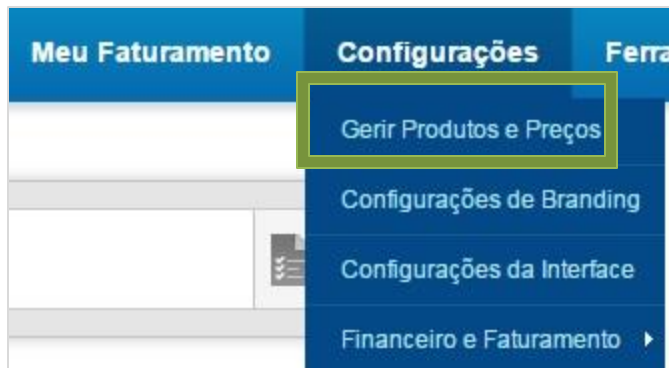 Meu Faturamento Configurações
Gerir Produtos e Preços
Configurações de Branding
Configurações da Interface
Financeiro e Faturamento